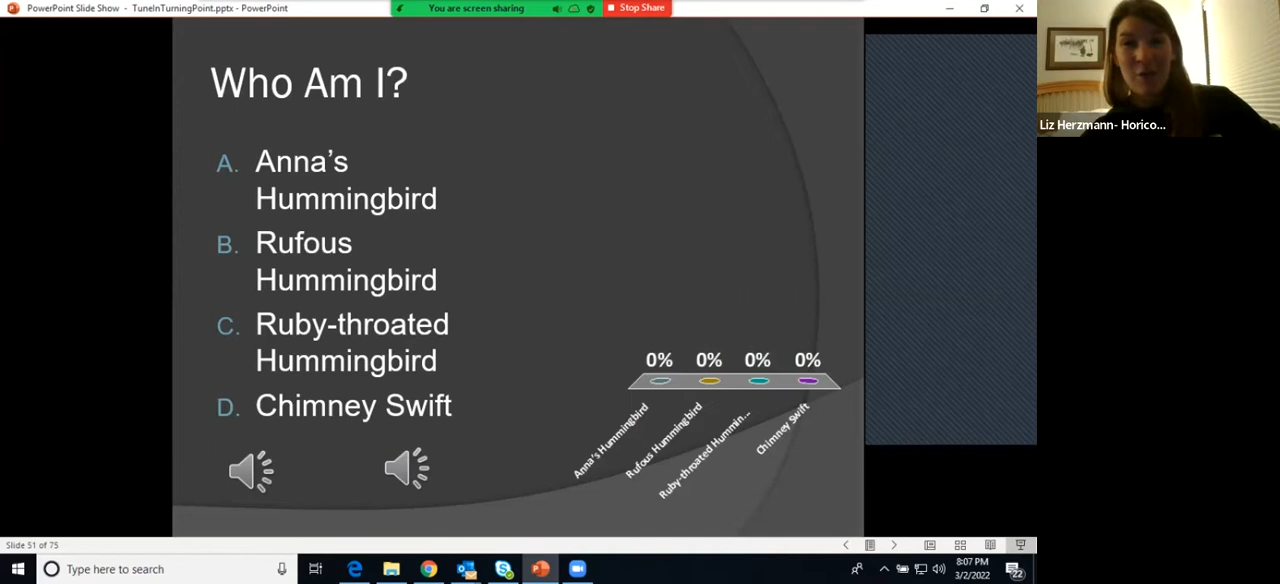 PowerPoint Slide Show - TuneInTurningPoint.pptx - PowerPoint
You are screen sharing
Stop Share
Who Am I?
A. Anna's
Hummingbird
B. Rufous
Hummingbird
C. Ruby-throated
Hummingbird
D. Chimney Swift
0% 0% 0% 0%
Anna's Hummingbird
Rufous Hummingbird
Ruby-throated Hummin...
Chimney Swift
Liz Herzmann- Horico...
Slide 51 of 75
Type here to search
8:07 PM
3/2/2022
22